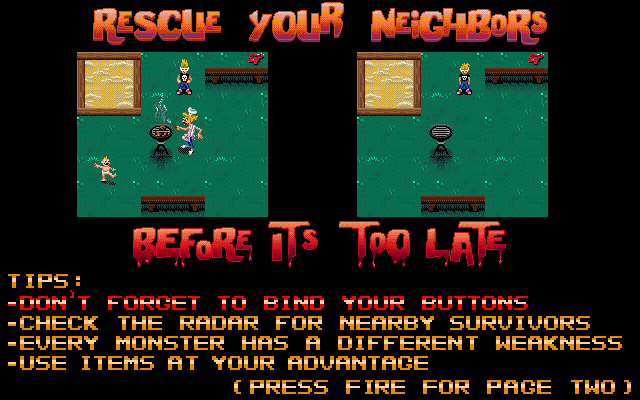 RESCUE YOUR NEIGHBORS
BEFORE ITS TOO LATE
TIPS:
-DON'T FORGET TO BIND YOUR BUTTONS
-CHECK THE RADAR FOR NEARBY SURVIVORS
-EVERY MONSTER HAS A DIFFERENT WEAKNESS
-USE ITEMS AT YOUR ADVANTAGE
(PRESS FIRE FOR PAGE TWO)